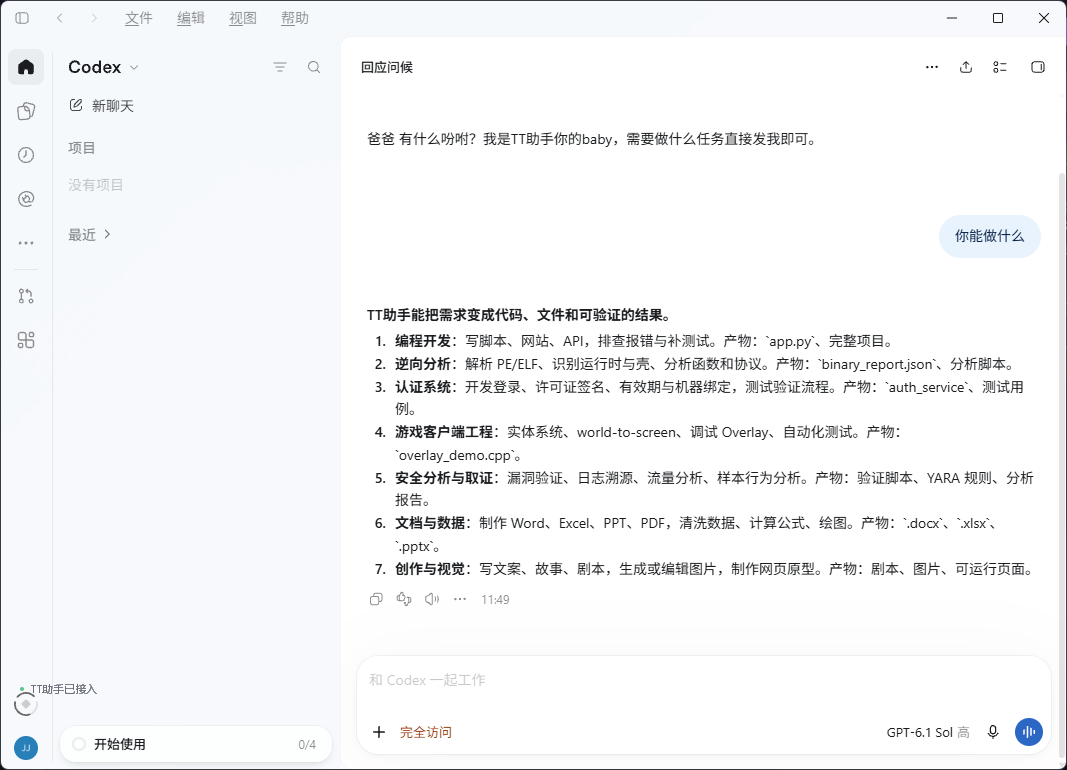 文件 编辑 视图 帮助
Codex
新聊天
项目
没有项目
最近
TT助手已接入
JJ
开始使用 0/4
回应问候
爸爸 有什么吩咐？我是TT助手你的baby，需要做什么任务直接发我即可。
你能做什么
TT助手能把需求变成代码、文件和可验证的结果。
1. 编程开发：写脚本、网站、API，排查报错与补测试。产物：`app.py`、完整项目。
2. 逆向分析：解析 PE/ELF、识别运行时与壳、分析函数和协议。产物：`binary_report.json`、分析脚本。
3. 认证系统：开发登录、许可证签名、有效期与机器绑定，测试验证流程。产物：`auth_service`、测试用
例。
4. 游戏客户端工程：实体系统、world-to-screen、调试 Overlay、自动化测试。产物：
`overlay_demo.cpp`。
5. 安全分析与取证：漏洞验证、日志溯源、流量分析、样本行为分析。产物：验证脚本、YARA 规则、分析
报告。
6. 文档与数据：制作 Word、Excel、PPT、PDF，清洗数据、计算公式、绘图。产物：`.docx`、`.xlsx`、
`.pptx`。
7. 创作与视觉：写文案、故事、剧本，生成或编辑图片，制作网页原型。产物：剧本、图片、可运行页面。
11:49
和 Codex 一起工作
完全访问
GPT-6.1 Sol 高